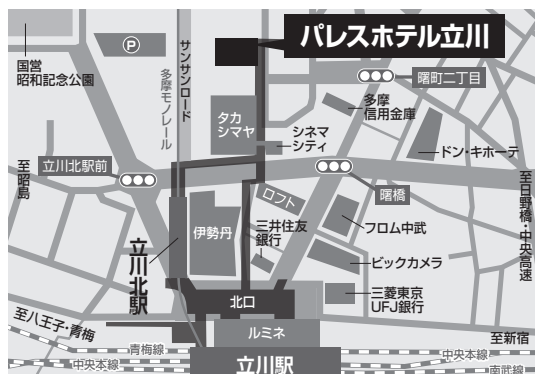 パレスホテル立川
P
サンサンロード
国営
昭和記念公園
多摩モノレール
曙町二丁目
タカ
シマヤ
多摩
信用金庫
シネマ
シティ
ドン・キホーテ
立川北駅前
至昭島
曙橋
至日野橋・中央高速
ロフト
伊勢丹
三井住友
銀行
フロム中武
立川北駅
ビックカメラ
北口
三菱東京
UFJ銀行
至八王子・青梅
ルミネ
至新宿
青梅線
中央本線
立川駅
中央本線
南武線